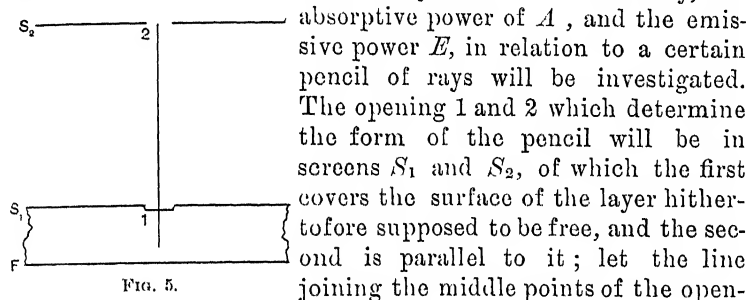 absorptive power of A , and the emis-
sive power E, in relation to a certain
pencil of rays will be investigated.
The opening 1 and 2 which determine
the form of the pencil will be in
screens S₁ and S₂, of which the first
covers the surface of the layer hither-
tofore supposed to be free, and the sec-
ond is parallel to it ; let the line
joining the middle points of the open-
S₂
2
S₁
1
F
FIG. 5.